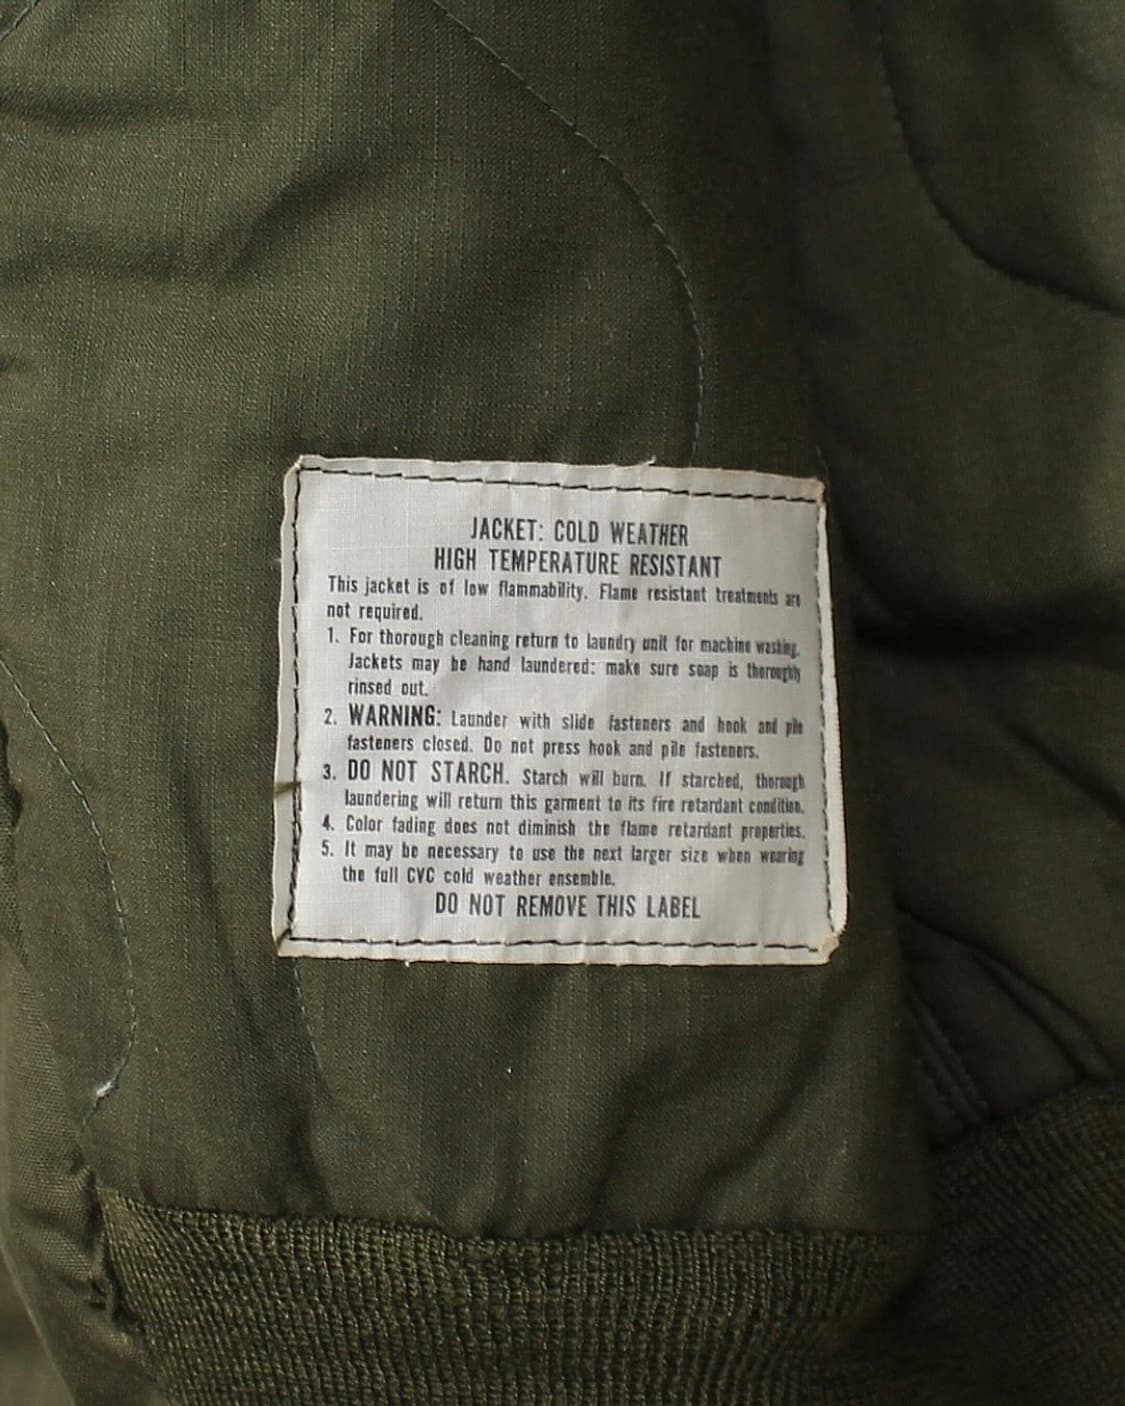 JACKET: COLD WEATHER
HIGH TEMPERATURE RESISTANT
This jacket is of low flammability. Flame resistant treatments are
not required.
1. For thorough cleaning return to laundry unit for machine washing.
Jackets may be hand laundered: make sure soap is thoroughly
rinsed out.
2. WARNING: Launder with slide fasteners and hook and pile
fasteners closed. Do not press hook and pile fasteners.
3. DO NOT STARCH. Starch will burn. If starched, thorough
laundering will return this garment to its fire retardant condition.
4. Color fading does not diminish the flame retardant properties.
5. It may be necessary to use the next larger size when wearing
the full CVC cold weather ensemble.
DO NOT REMOVE THIS LABEL